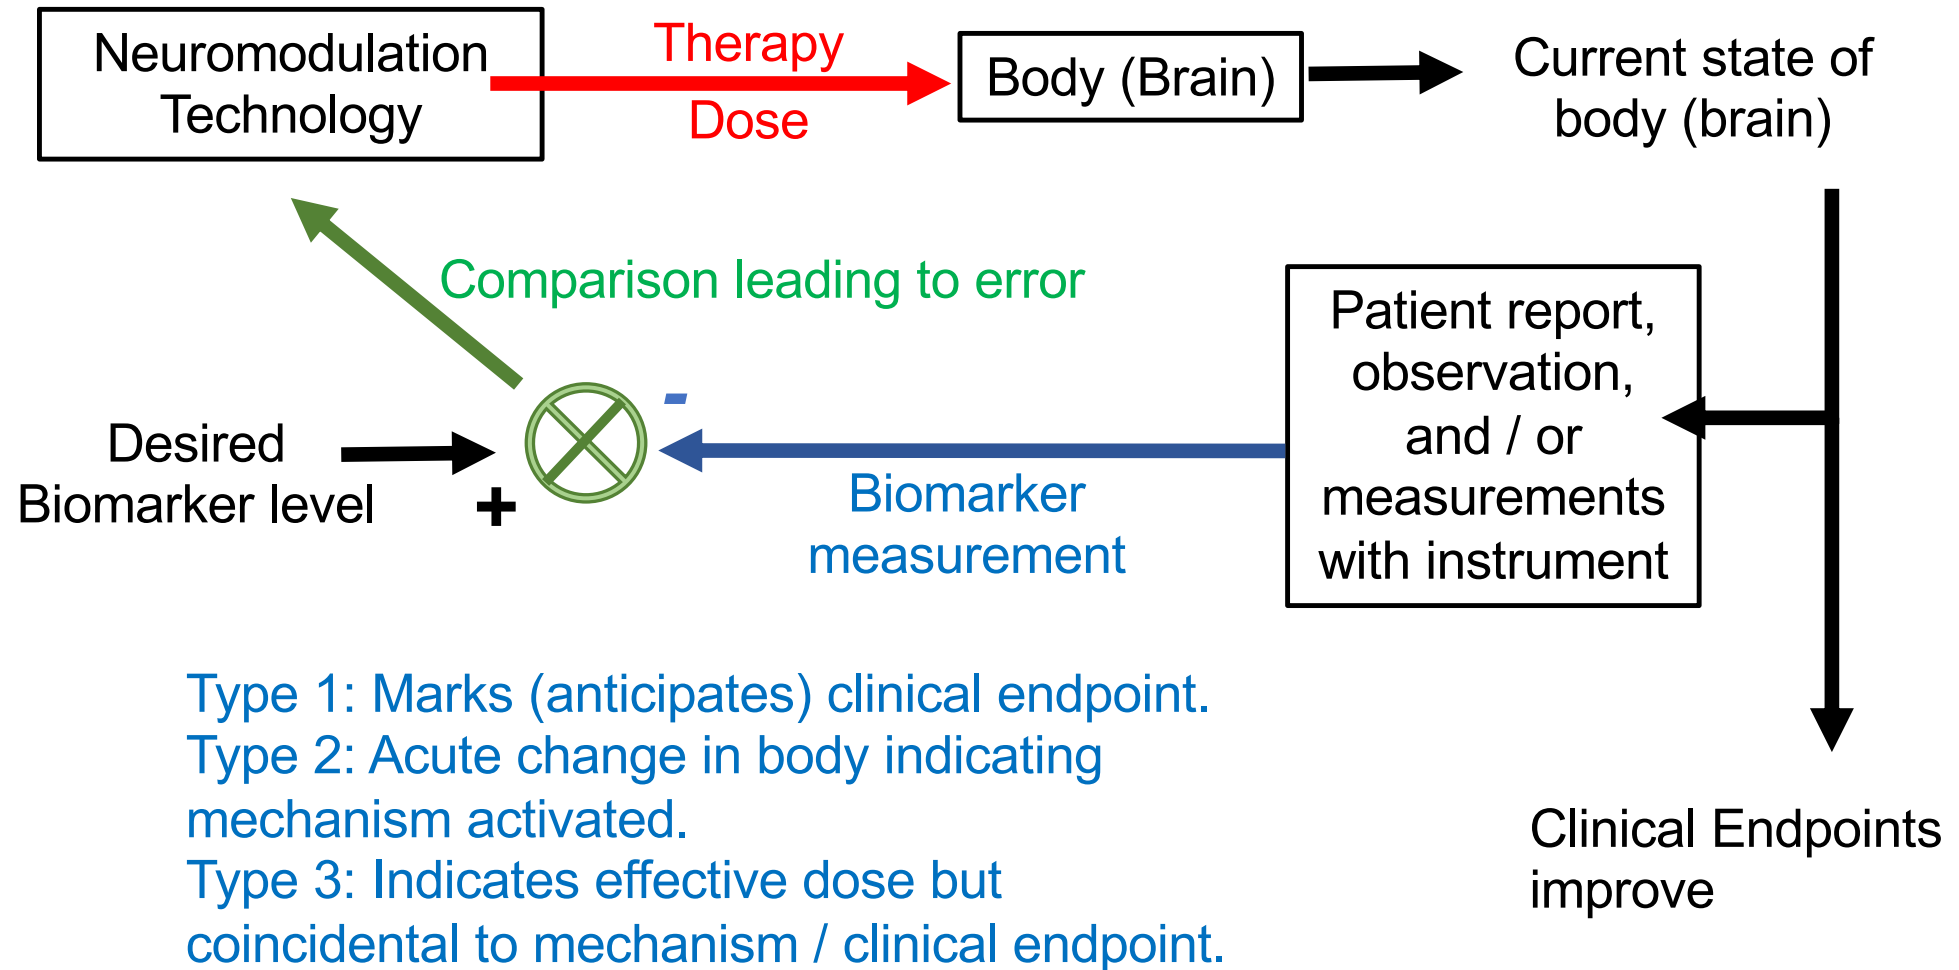 Neuromodulation
Technology
Therapy
Dose
Body (Brain)
Current state of
body (brain)
Comparison leading to error
Patient report,
observation,
and / or
measurements
with instrument
-
Desired
Biomarker level
+
Biomarker
measurement
Type 1: Marks (anticipates) clinical endpoint.
Type 2: Acute change in body indicating
mechanism activated.
Type 3: Indicates effective dose but
coincidental to mechanism / clinical endpoint.
Clinical Endpoints
improve